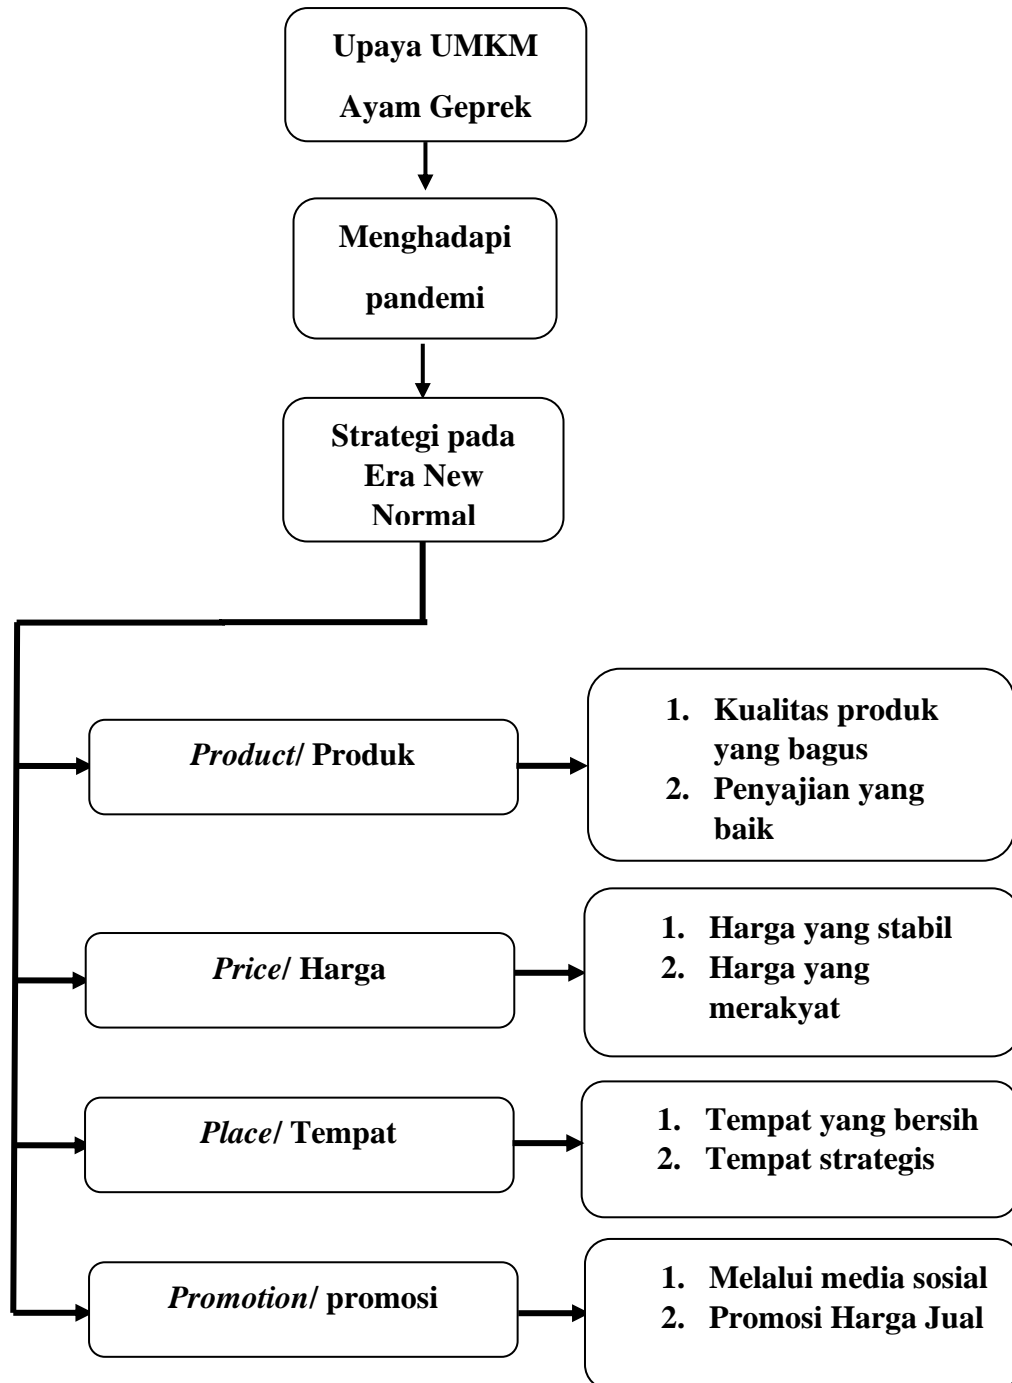 Upaya UMKM
Ayam Geprek
Menghadapi
pandemi
Strategi pada
Era New
Normal
Product/ Produk
1. Kualitas produk
yang bagus
2. Penyajian yang
baik
Price/ Harga
1. Harga yang stabil
2. Harga yang
merakyat
Place/ Tempat
1. Tempat yang bersih
2. Tempat strategis
Promotion/ promosi
1. Melalui media sosial
2. Promosi Harga Jual